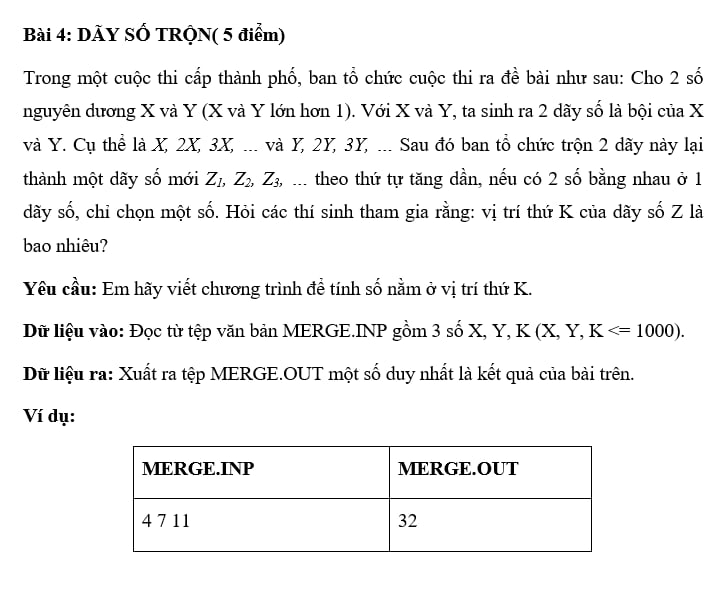 Bài 4: DÃY SỐ TRỘN( 5 điểm)
Trong một cuộc thi cấp thành phố, ban tổ chức cuộc thi ra đề bài như sau: Cho 2 số
nguyên dương X và Y (X và Y lớn hơn 1). Với X và Y, ta sinh ra 2 dãy số là bội của X
và Y. Cụ thể là X, 2X, 3X, ... và Y, 2Y, 3Y, ... Sau đó ban tổ chức trộn 2 dãy này lại
thành một dãy số mới Z1, Z2, Z3, ... theo thứ tự tăng dần, nếu có 2 số bằng nhau ở 1
dãy số, chỉ chọn một số. Hỏi các thí sinh tham gia rằng: vị trí thứ K của dãy số Z là
bao nhiêu?
Yêu cầu: Em hãy viết chương trình để tính số nằm ở vị trí thứ K.
Dữ liệu vào: Đọc từ tệp văn bản MERGE.INP gồm 3 số X, Y, K (X, Y, K <= 1000).
Dữ liệu ra: Xuất ra tệp MERGE.OUT một số duy nhất là kết quả của bài trên.
Ví dụ:
MERGE.INP MERGE.OUT
4 7 11 32